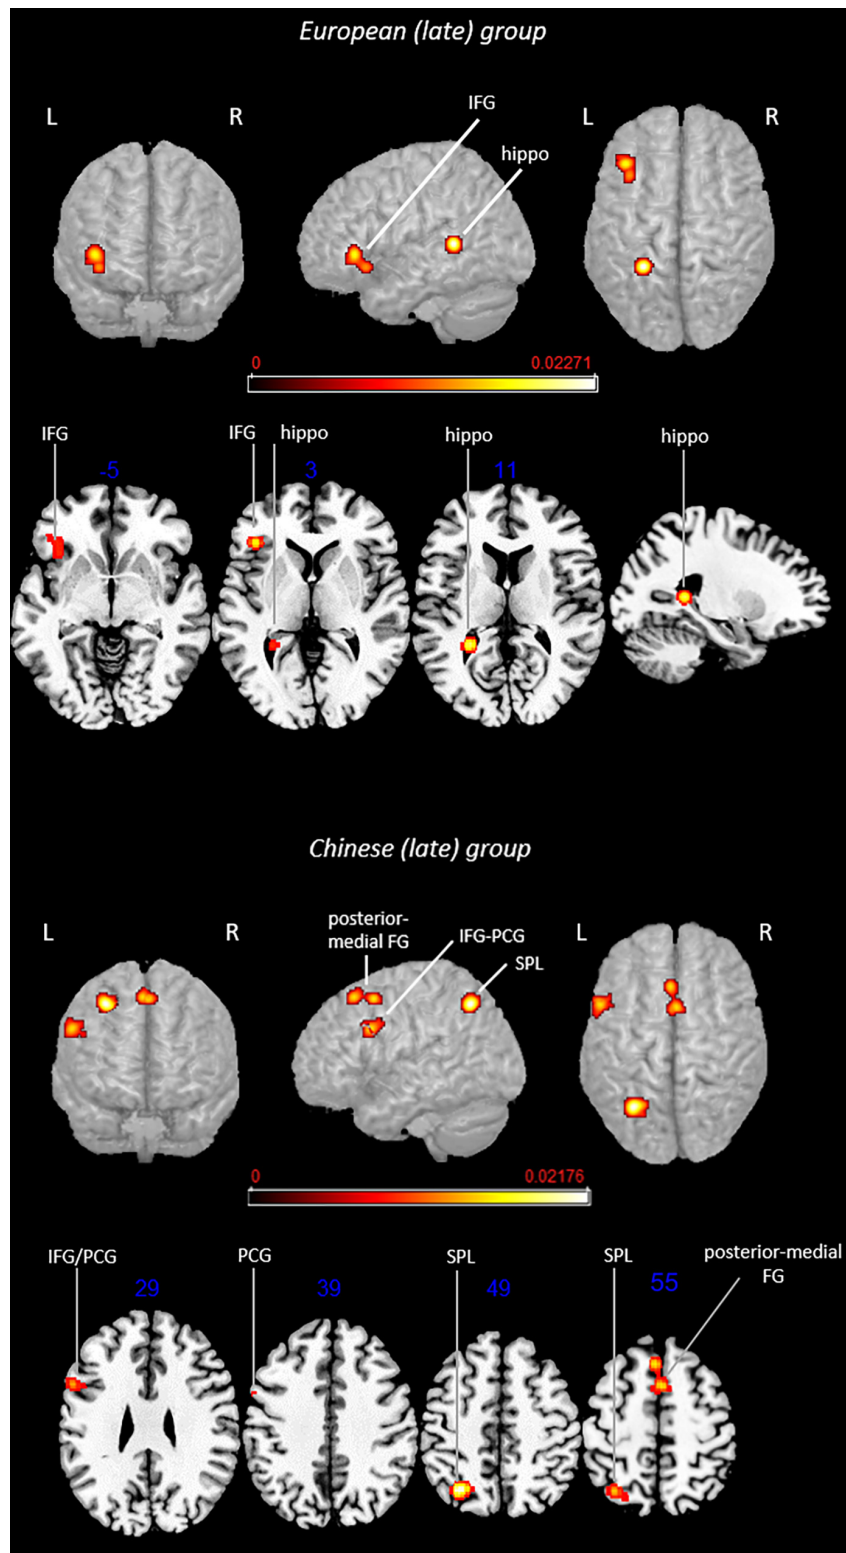 European (late) group
IFG
L R L R
hippo
0 0.02271
IFG IFG hippo hippo hippo
-5 3 11
Chinese (late) group
posterior-
medial FG
IFG-PCG
L R L R
SPL
0 0.02176
IFG/PCG PCG SPL SPL posterior-medial
FG
29 39 49 55